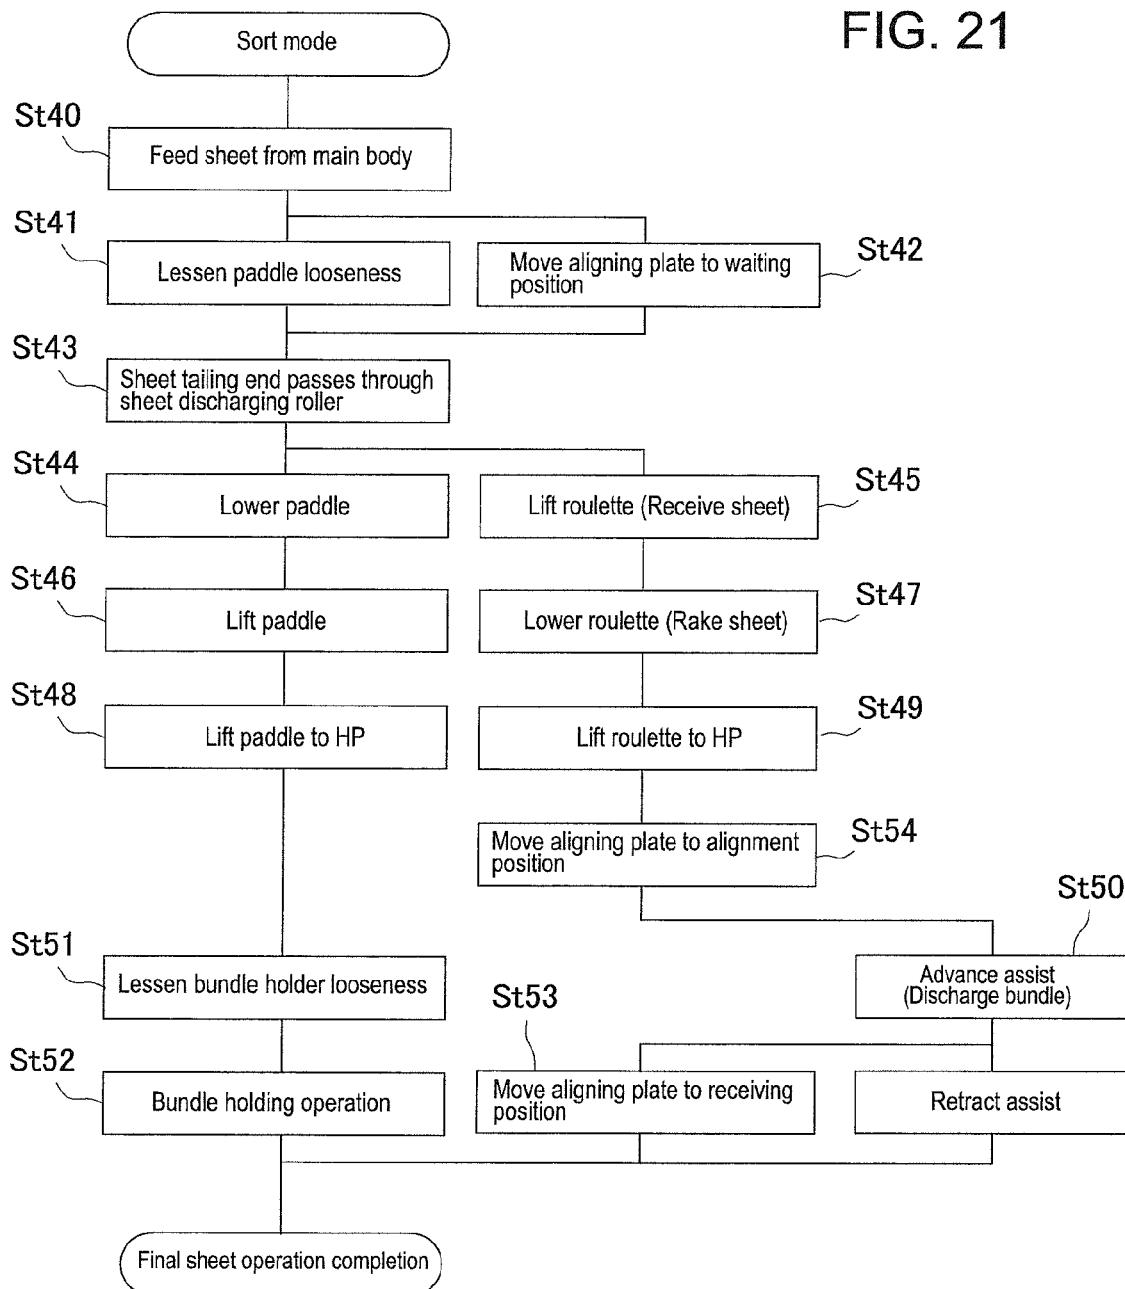 FIG. 21
Sort mode
St40
Feed sheet from main body
St41
Lessen paddle looseness
Move aligning plate to waiting
position
St42
St43
Sheet tailing end passes through
sheet discharging roller
St44
Lower paddle
Lift roulette (Receive sheet)
St45
St46
Lift paddle
Lower roulette (Rake sheet)
St47
St48
Lift paddle to HP
Lift roulette to HP
St49
Move aligning plate to alignment
position
St54
St50
St51
Lessen bundle holder looseness
Advance assist
(Discharge bundle)
St53
St52
Bundle holding operation
Move aligning plate to receiving
position
Retract assist
Final sheet operation completion